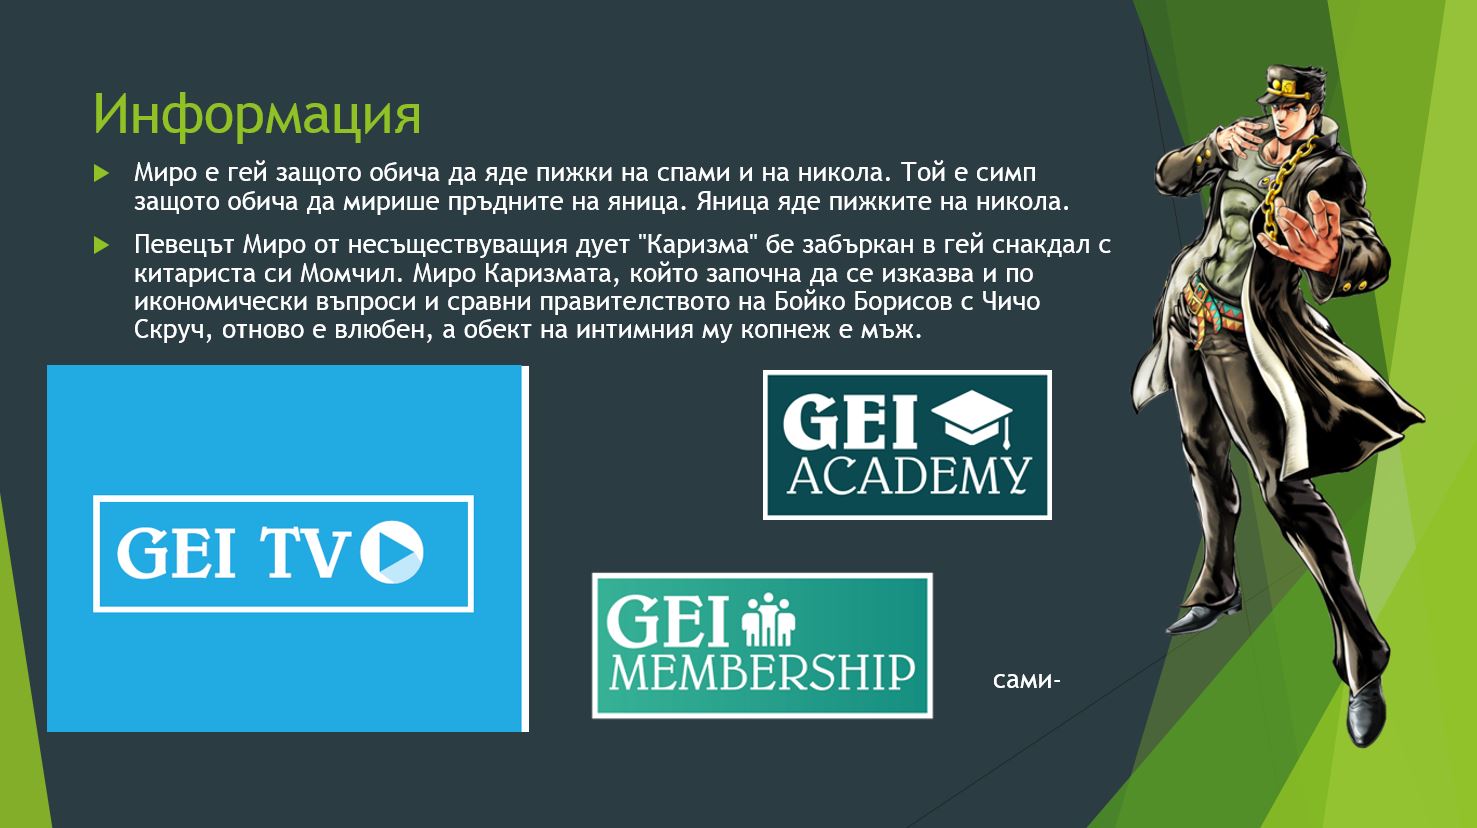 Информация
Миро е гей защото обича да яде пижки на спами и на никола. Той е симп
защото обича да мирише пръдните на яница. Яница яде пижките на никола.
Певецът Миро от несъществуващия дует "Каризма" бе забъркан в гей снакдал с
китариста си Момчил. Миро Каризмата, който започна да се изказва и по
икономически въпроси и сравни правителството на Бойко Борисов с Чичо
Скруч, отново е влюбен, а обект на интимния му копнеж е мъж.
GEI TV
GEI
ACADEMY
GEI
MEMBERSHIP
сами-